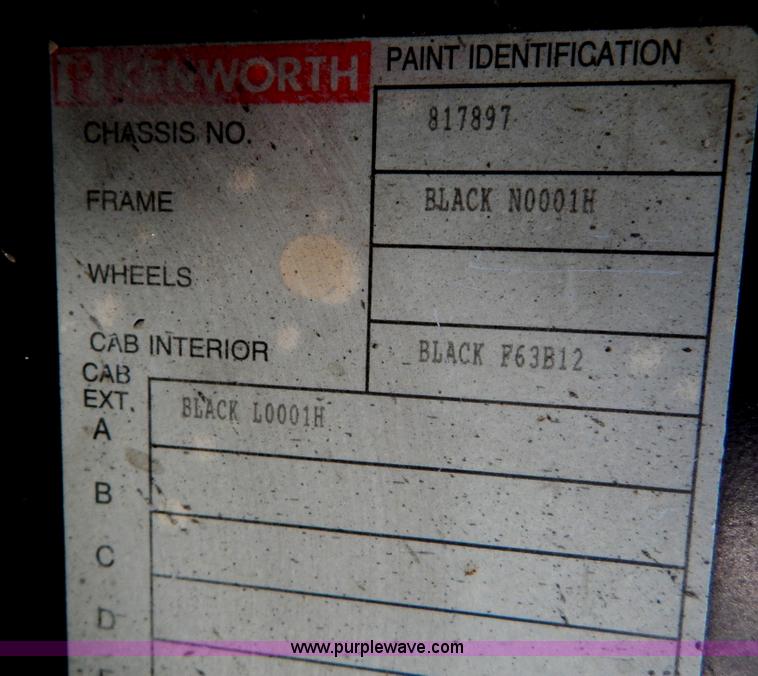 KENWORTH PAINT IDENTIFICATION
CHASSIS NO. 817897
FRAME BLACK N0001H
WHEELS
CAB INTERIOR BLACK F63B12
CAB
EXT.
A BLACK L0001H
B
C
D
www.purplewave.com